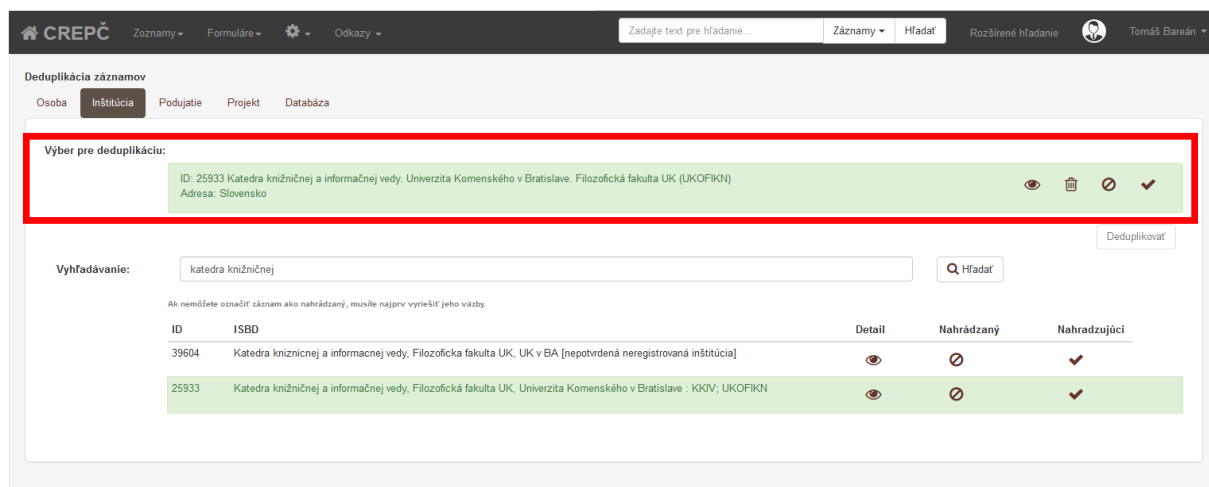 CREPČ Zoznamy Formuláre Odkazy Zadajte text pre hľadanie... Záznamy Hľadať Rozšírené hľadanie Tomáš Bareán
Deduplikácia záznamov
Osoba Inštitúcia Podujatie Projekt Databáza
Výber pre deduplikáciu:
ID: 25933 Katedra knižničnej a informačnej vedy. Univerzita Komenského v Bratislave. Filozofická fakulta UK (UKOFIKN)
Adresa: Slovensko
Deduplikovať
Vyhľadávanie: katedra knižničnej Hľadať
Ak nemôžete označiť záznam ako nahrádzaný, musíte najprv vyriešiť jeho väzby.
ID ISBD Detail Nahrádzaný Nahradzujúci
39604 Katedra kniznicnej a informacnej vedy, Filozoficka fakulta UK, UK v BA [nepotvrdená neregistrovaná inštitúcia]
25933 Katedra knižničnej a informačnej vedy, Filozofická fakulta UK, Univerzita Komenského v Bratislave : KKIV; UKOFIKN